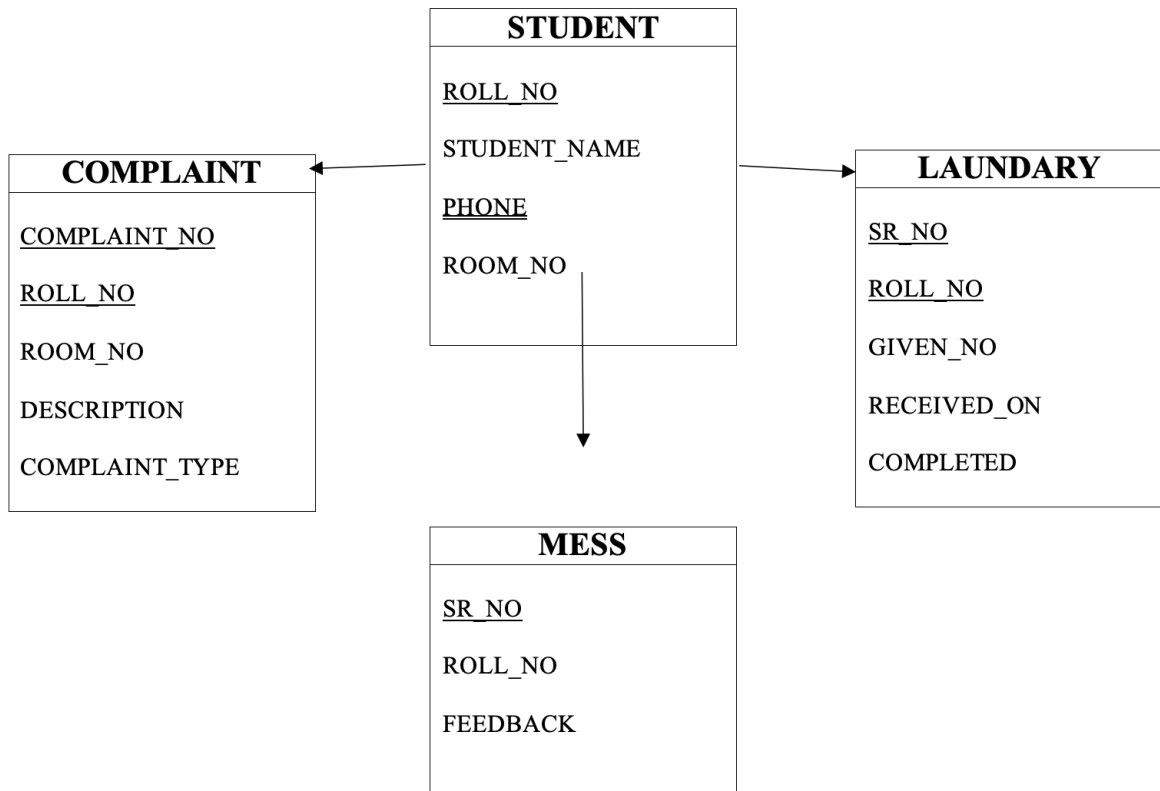 STUDENT
ROLL_NO
STUDENT_NAME
PHONE
ROOM_NO
COMPLAINT
COMPLAINT_NO
ROLL_NO
ROOM_NO
DESCRIPTION
COMPLAINT_TYPE
LAUNDARY
SR_NO
ROLL_NO
GIVEN_NO
RECEIVED_ON
COMPLETED
MESS
SR_NO
ROLL_NO
FEEDBACK